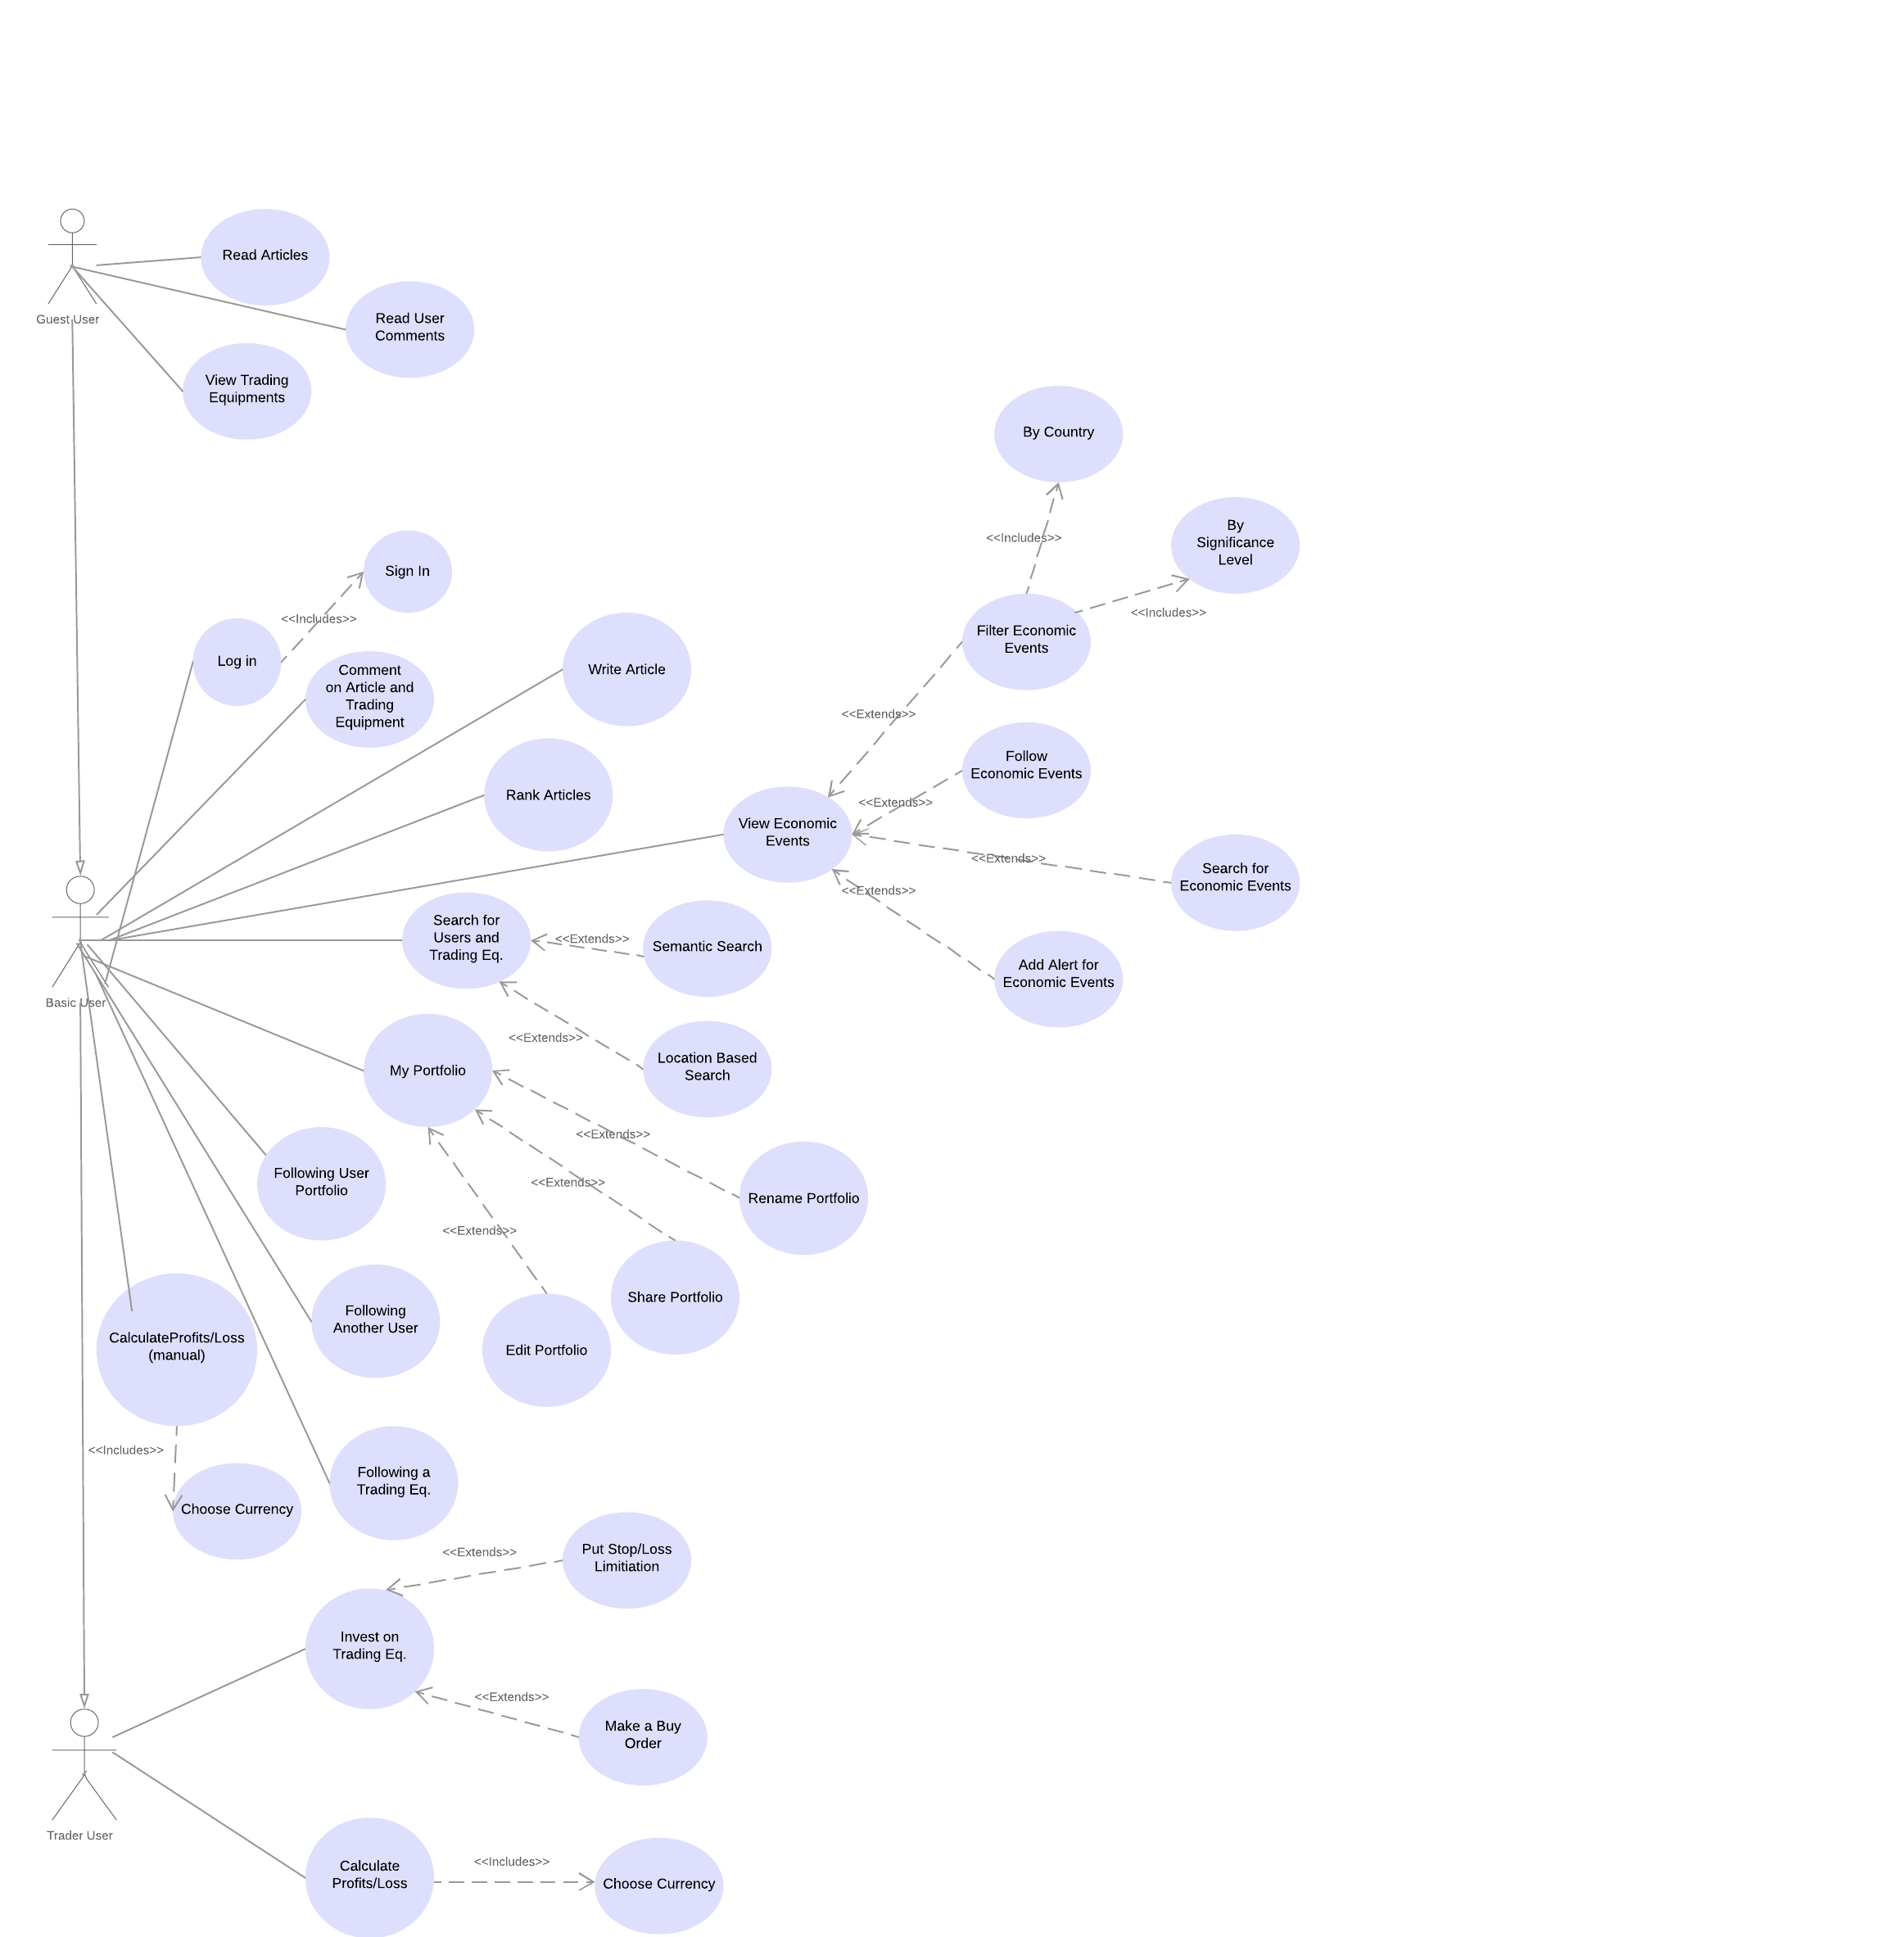 Read Articles
Guest User
Read User
Comments
View Trading
Equipments
By Country
<<Includes>>
By
Significance
Level
<<Includes>>
Sign In
<<Includes>>
Log in
Filter Economic
Events
Comment
on Article and
Trading
Equipment
Write Article
<<Extends>>
Follow
Economic Events
Rank Articles
<<Extends>>
View Economic
Events
<<Extends>>
Search for
Economic Events
<<Extends>>
Search for
Users and
Trading Eq.
<<Extends>>
Semantic Search
Add Alert for
Economic Events
Basic User
<<Extends>>
Location Based
Search
My Portfolio
<<Extends>>
Following User
Portfolio
<<Extends>>
Rename Portfolio
<<Extends>>
Share Portfolio
Following
Another User
CalculateProfits/Loss
(manual)
Edit Portfolio
<<Includes>>
Following a
Trading Eq.
Choose Currency
<<Extends>>
Put Stop/Loss
Limitiation
Invest on
Trading Eq.
<<Extends>>
Make a Buy
Order
Trader User
Calculate
Profits/Loss
<<Includes>>
Choose Currency